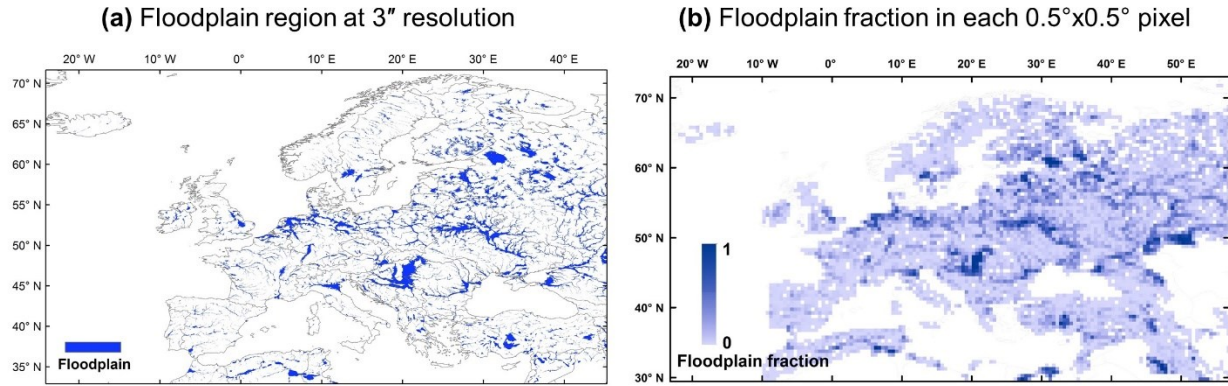 (a) Floodplain region at 3″ resolution
20° W 10° W 0° 10° E 20° E 30° E 40° E
70° N
65° N
60° N
55° N
50° N
45° N
40° N
35° N
Floodplain
(b) Floodplain fraction in each 0.5°x0.5° pixel
20° W 10° W 0° 10° E 20° E 30° E 40° E 50° E
70° N
60° N
50° N
40° N
30° N
1
0
Floodplain fraction